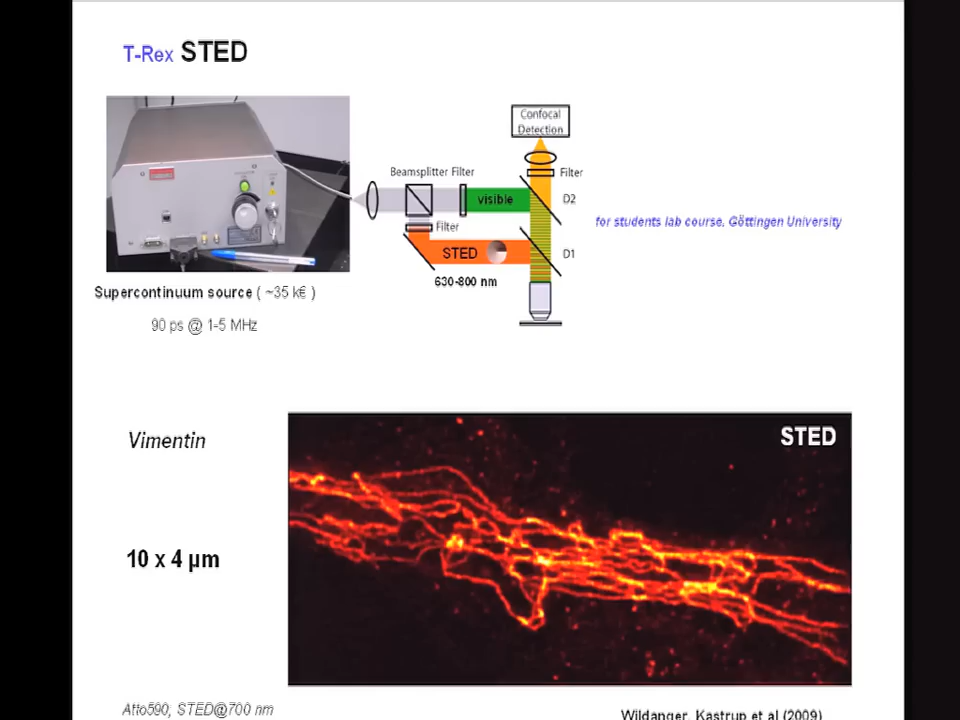 T-Rex STED
Confocal
Detection
Beamsplitter Filter
Filter
visible
D2
for students lab course, Göttingen University
Filter
STED
D1
630-800 nm
Supercontinuum source ( ~35 k€ )
90 ps @ 1-5 MHz
Vimentin
STED
10 x 4 µm
Atto590, STED@700 nm
Wildanger, Kastrup et al (2009)